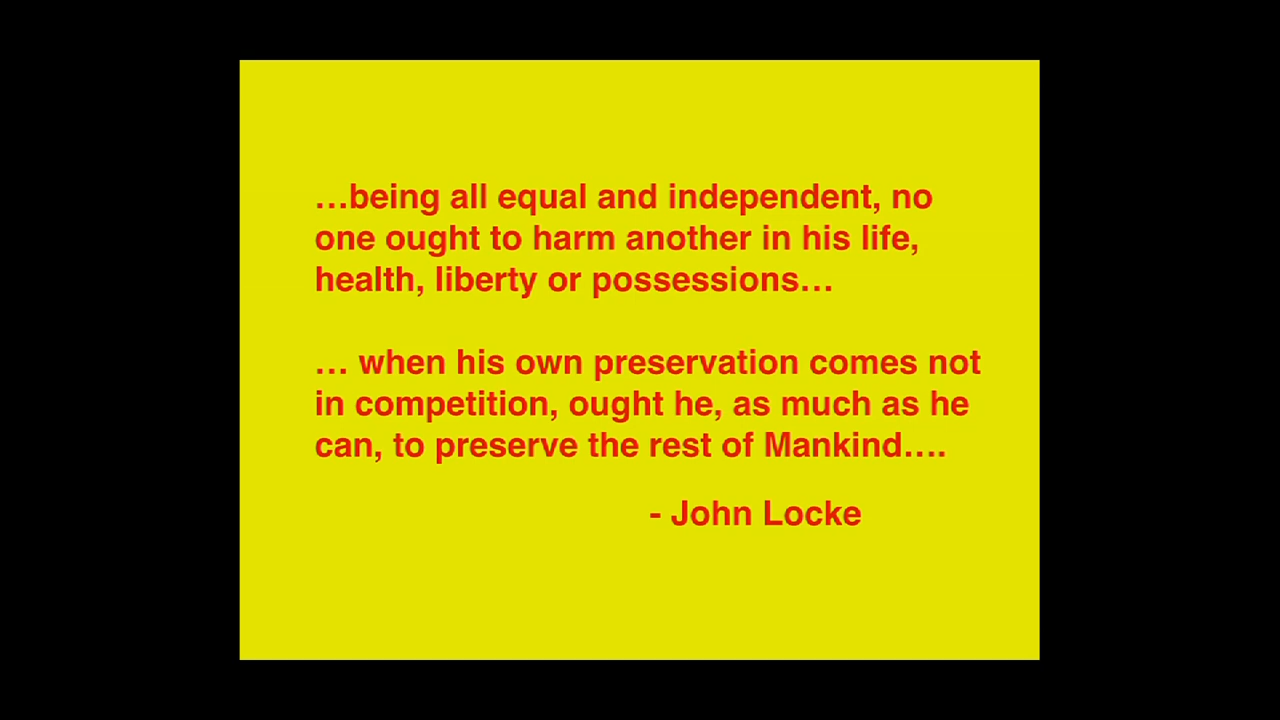 …being all equal and independent, no
one ought to harm another in his life,
health, liberty or possessions…
… when his own preservation comes not
in competition, ought he, as much as he
can, to preserve the rest of Mankind….
- John Locke